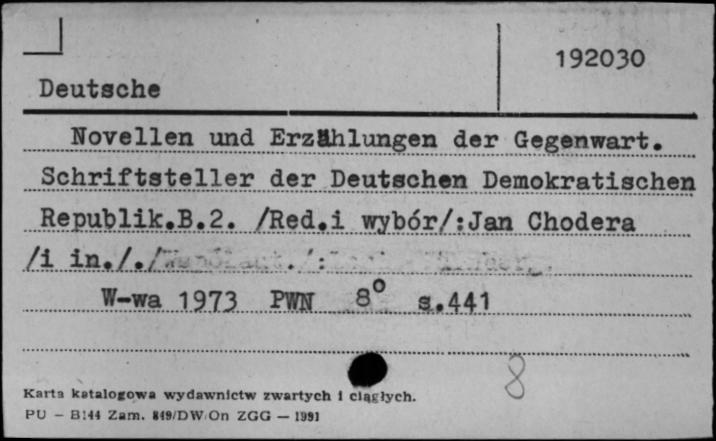 192030
Deutsche
Novellen und Erzählungen der Gegenwart.
Schriftsteller der Deutschen Demokratischen
Republik.B.2. /Red.i wybór/:Jan Chodera
/i in./.
W-wa 1973 PWN 8° s.441
8
Karta katalogowa wydawnictw zwartych i ciągłych.
PU – B144 Zam. 849/DW/On ZGG — 1991